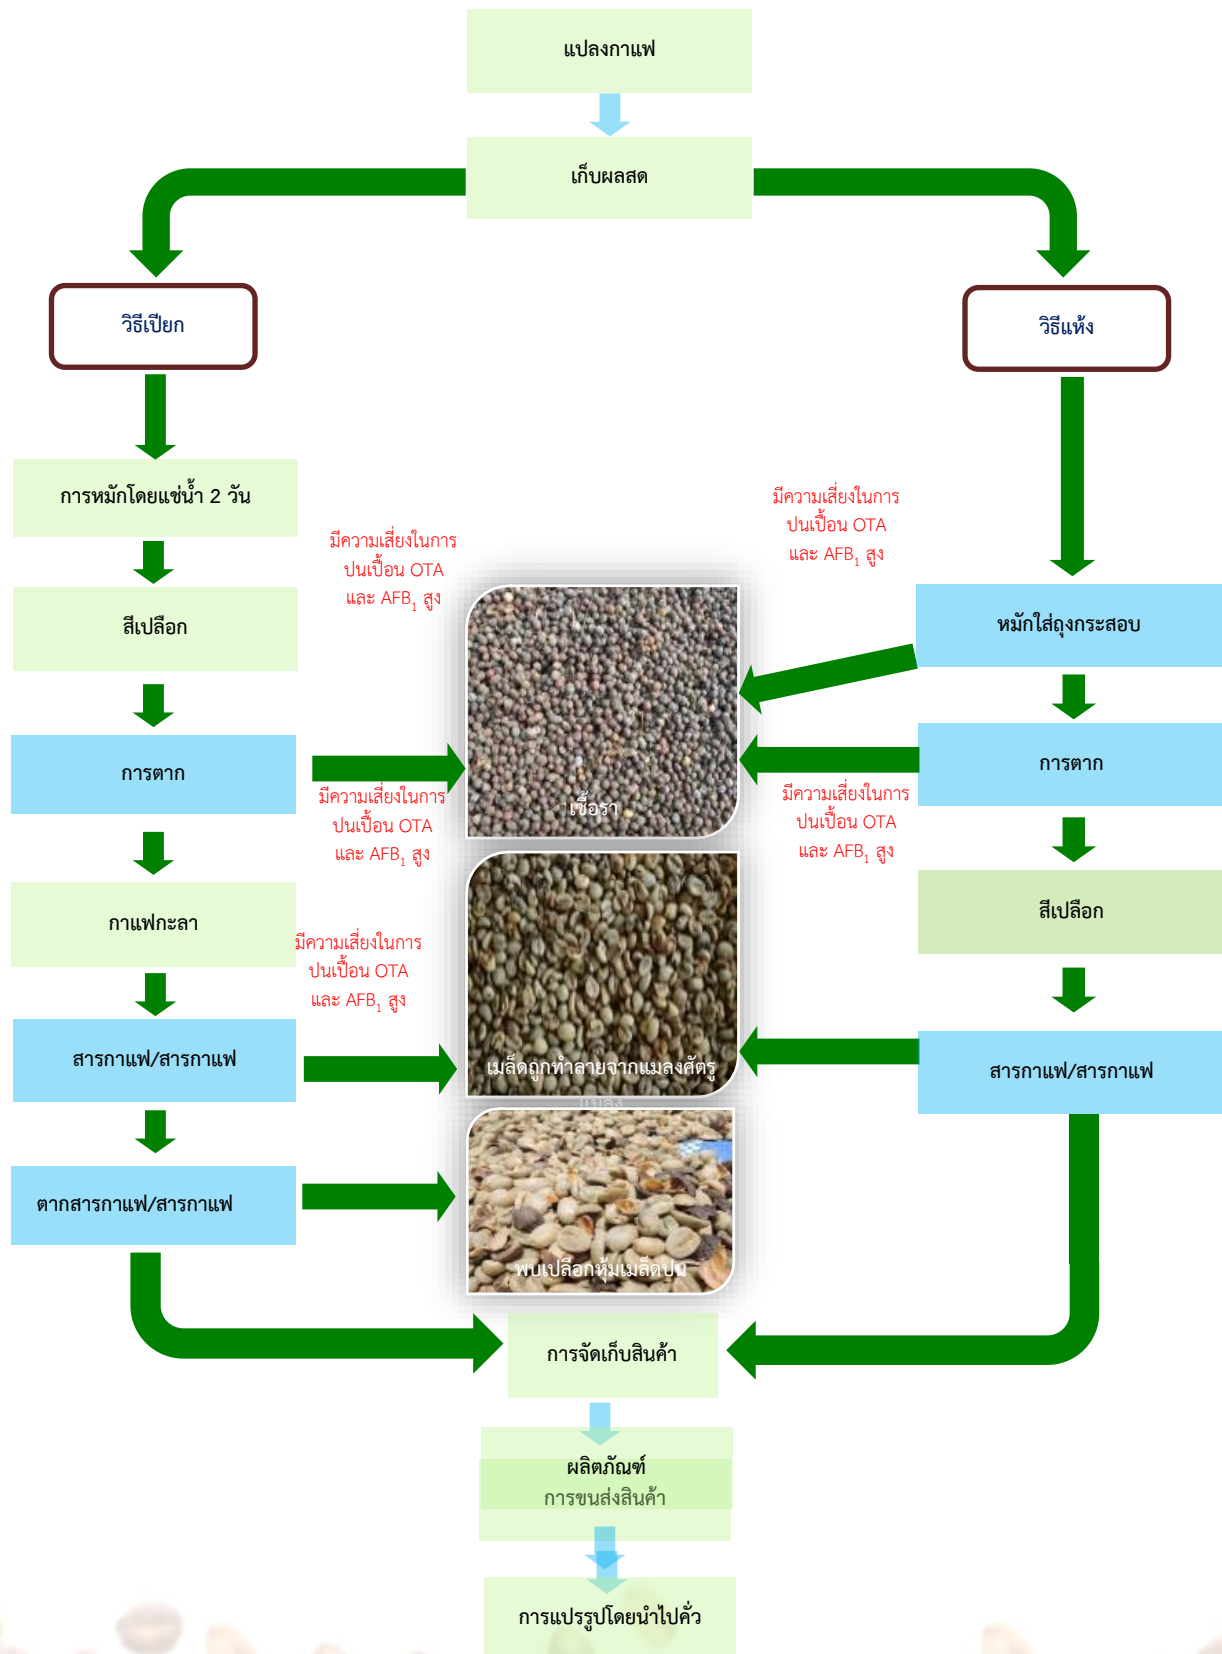 แปลงกาแฟ
เก็บผลสด
วิธีเปียก
วิธีแห้ง
การหมักโดยแช่น้ำ 2 วัน
มีความเสี่ยงในการ
ปนเปื้อน OTA
และ AFB₁ สูง
มีความเสี่ยงในการ
ปนเปื้อน OTA
และ AFB₁ สูง
สีเปลือก
หมักใส่ถุงกระสอบ
การตาก
การตาก
เชื้อรา
มีความเสี่ยงในการ
ปนเปื้อน OTA
และ AFB₁ สูง
มีความเสี่ยงในการ
ปนเปื้อน OTA
และ AFB₁ สูง
กาแฟกะลา
สีเปลือก
มีความเสี่ยงในการ
ปนเปื้อน OTA
และ AFB₁ สูง
สารกาแฟ/สารกาแฟ
เมล็ดถูกทำลายจากแมลงศัตรู
แมลง
สารกาแฟ/สารกาแฟ
ตากสารกาแฟ/สารกาแฟ
พบเปลือกหุ้มเมล็ดปน
การจัดเก็บสินค้า
ผลิตภัณฑ์
การขนส่งสินค้า
การแปรรูปโดยนำไปคั่ว